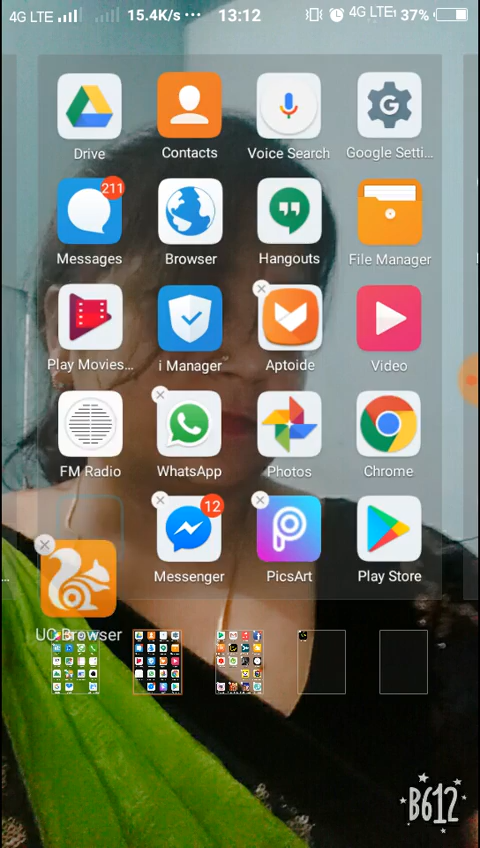 4G LTE 15.4K/s ··· 13:12 4G LTE 37%
Drive Contacts Voice Search Google Setti...
211
Messages Browser Hangouts File Manager
Play Movies... i Manager Aptoide Video
FM Radio WhatsApp Photos Chrome
12
Messenger PicsArt Play Store
UC Browser
B612